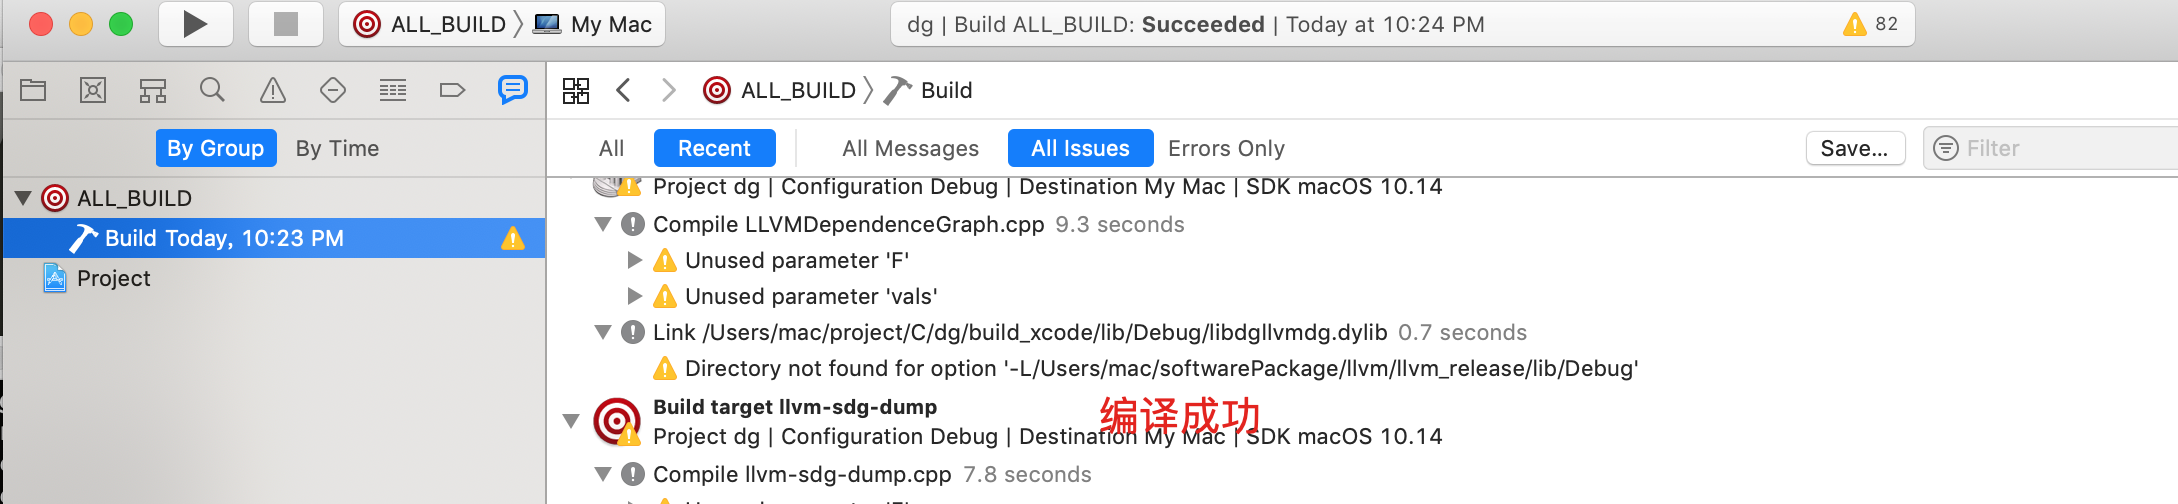 ALL_BUILD My Mac
dg | Build ALL_BUILD: Succeeded | Today at 10:24 PM 82
ALL_BUILD Build
By Group By Time
All Recent All Messages All Issues Errors Only Save... Filter
ALL_BUILD
Build Today, 10:23 PM
Project
Project dg | Configuration Debug | Destination My Mac | SDK macOS 10.14
Compile LLVMDependenceGraph.cpp 9.3 seconds
Unused parameter 'F'
Unused parameter 'vals'
Link /Users/mac/project/C/dg/build_xcode/lib/Debug/libdgllvmdg.dylib 0.7 seconds
Directory not found for option '-L/Users/mac/softwarePackage/llvm/llvm_release/lib/Debug'
Build target llvm-sdg-dump
编译成功
Project dg | Configuration Debug | Destination My Mac | SDK macOS 10.14
Compile llvm-sdg-dump.cpp 7.8 seconds